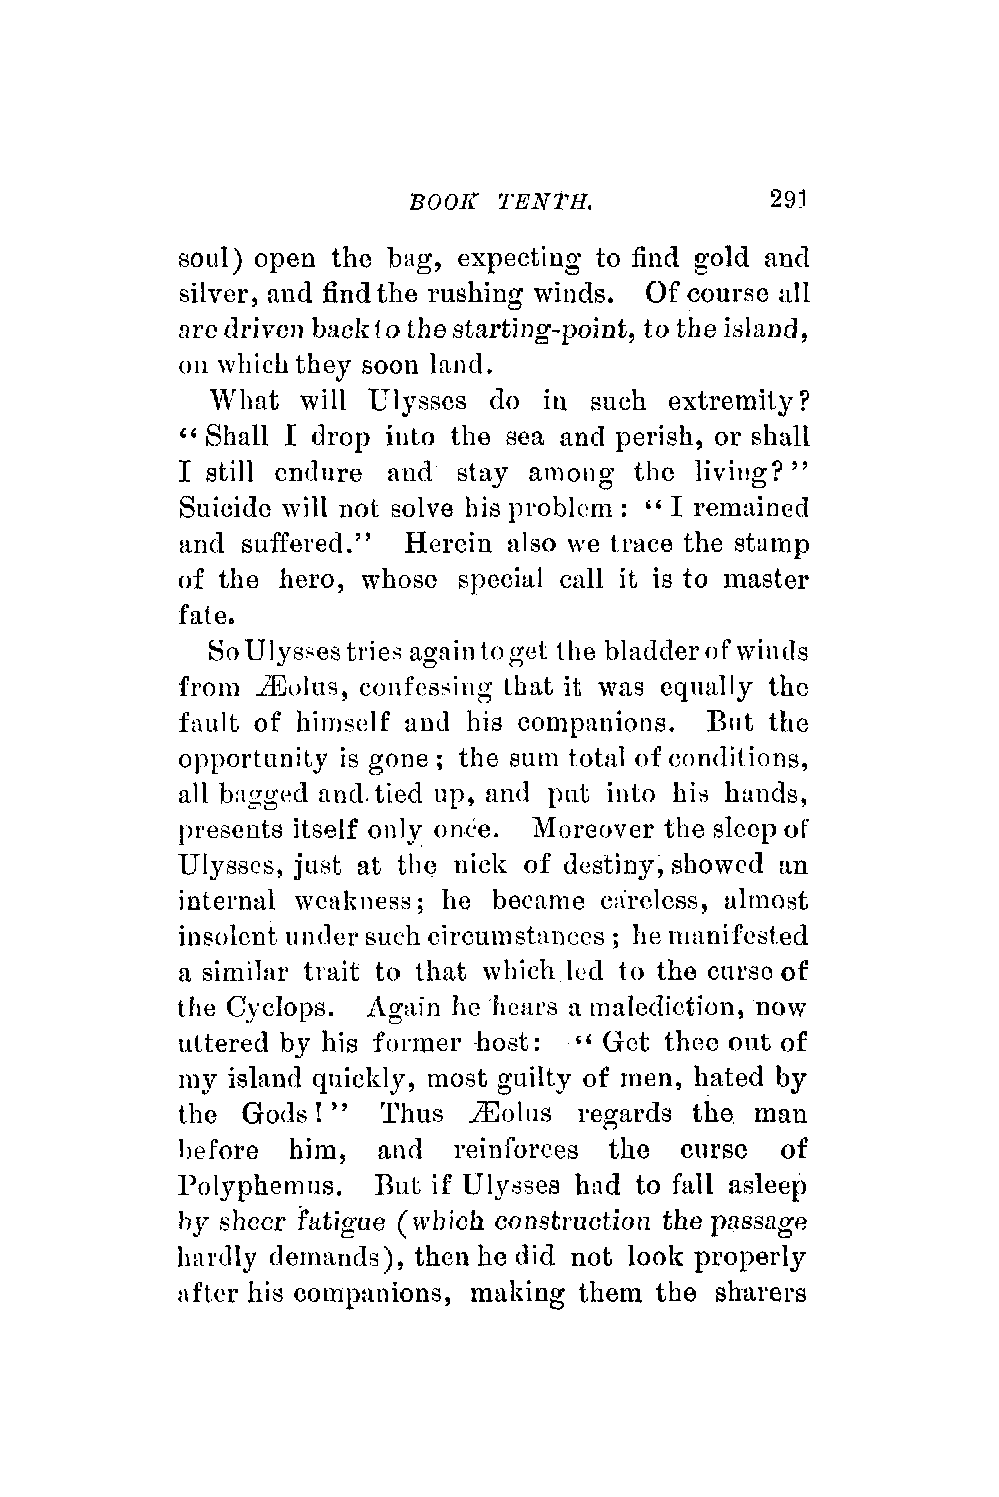 BOOK TENTH. 291
soul) open the bag, expecting to find gold and
silver, and find the rushing winds. Of course all
are driven back to the starting-point, to the island,
on which they soon land.
What will Ulysses do in such extremity?
“Shall I drop into the sea and perish, or shall
I still endure and stay among the living?”
Suicide will not solve his problem: “I remained
and suffered.” Herein also we trace the stamp
of the hero, whose special call it is to master
fate.
So Ulysses tries again to get the bladder of winds
from Æolus, confessing that it was equally the
fault of himself and his companions. But the
opportunity is gone; the sum total of conditions,
all bagged and tied up, and put into his hands,
presents itself only once. Moreover the sleep of
Ulysses, just at the nick of destiny, showed an
internal weakness; he became careless, almost
insolent under such circumstances; he manifested
a similar trait to that which led to the curse of
the Cyclops. Again he hears a malediction, now
uttered by his former host: “Get thee out of
my island quickly, most guilty of men, hated by
the Gods!” Thus Æolus regards the man
before him, and reinforces the curse of
Polyphemus. But if Ulysses had to fall asleep
by sheer fatigue (which construction the passage
hardly demands), then he did not look properly
after his companions, making them the sharers